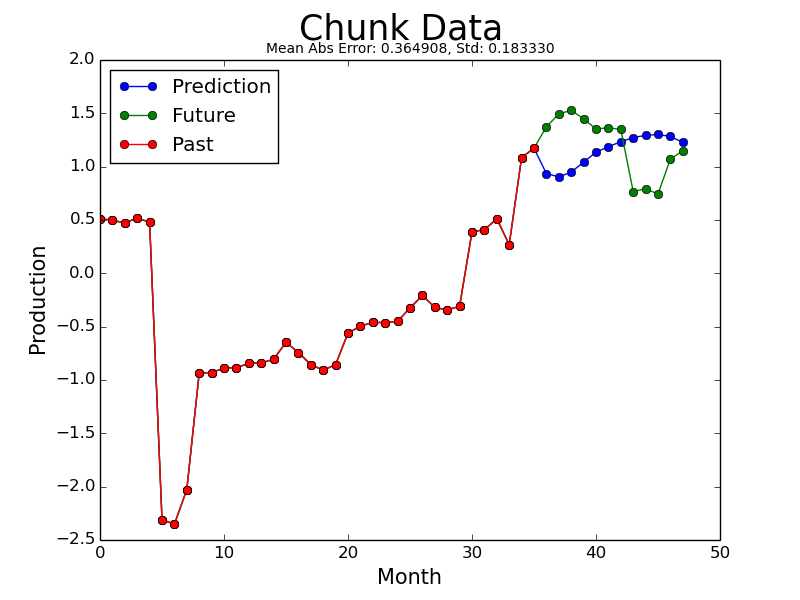 Chunk Data
Mean Abs Error: 0.364908, Std: 0.183330
Prediction
Future
Past
2.0
1.5
1.0
0.5
0.0
−0.5
−1.0
−1.5
−2.0
−2.5
Production
0 10 20 30 40 50
Month